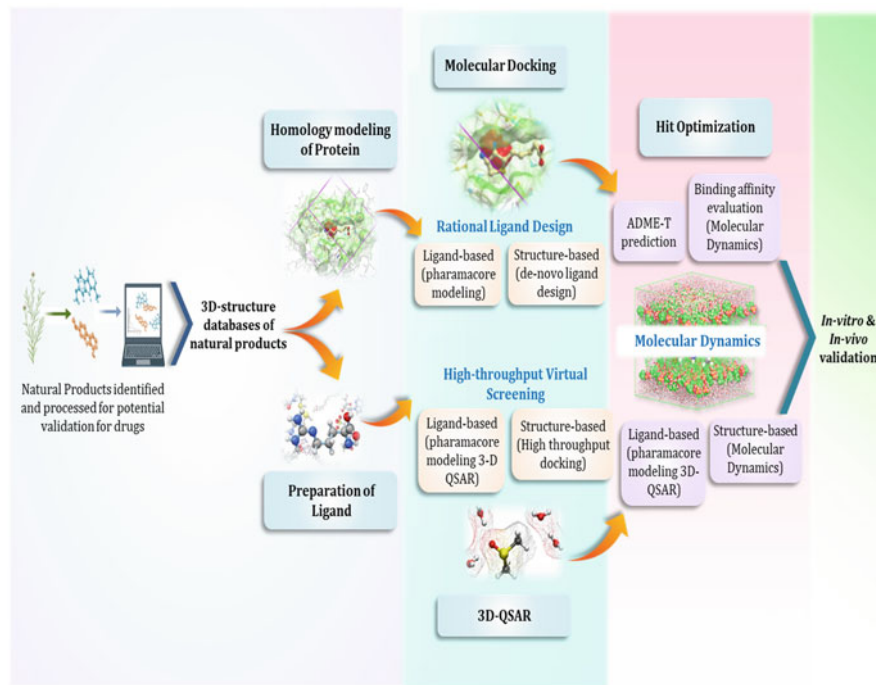 Natural Products identified
and processed for potential
validation for drugs
3D-structure
databases of
natural products
Homology modeling
of Protein
Preparation of
Ligand
Molecular Docking
Rational Ligand Design
Ligand-based
(pharamacore
modeling)
Structure-based
(de-novo ligand
design)
High-throughput Virtual
Screening
Ligand-based
(pharamacore
modeling 3-D
QSAR)
Structure-based
(High throughput
docking)
3D-QSAR
Hit Optimization
ADME-T
prediction
Binding affinity
evaluation
(Molecular
Dynamics)
Molecular Dynamics
Ligand-based
(pharamacore
modeling 3D-
QSAR)
Structure-based
(Molecular
Dynamics)
In-vitro &
In-vivo
validation